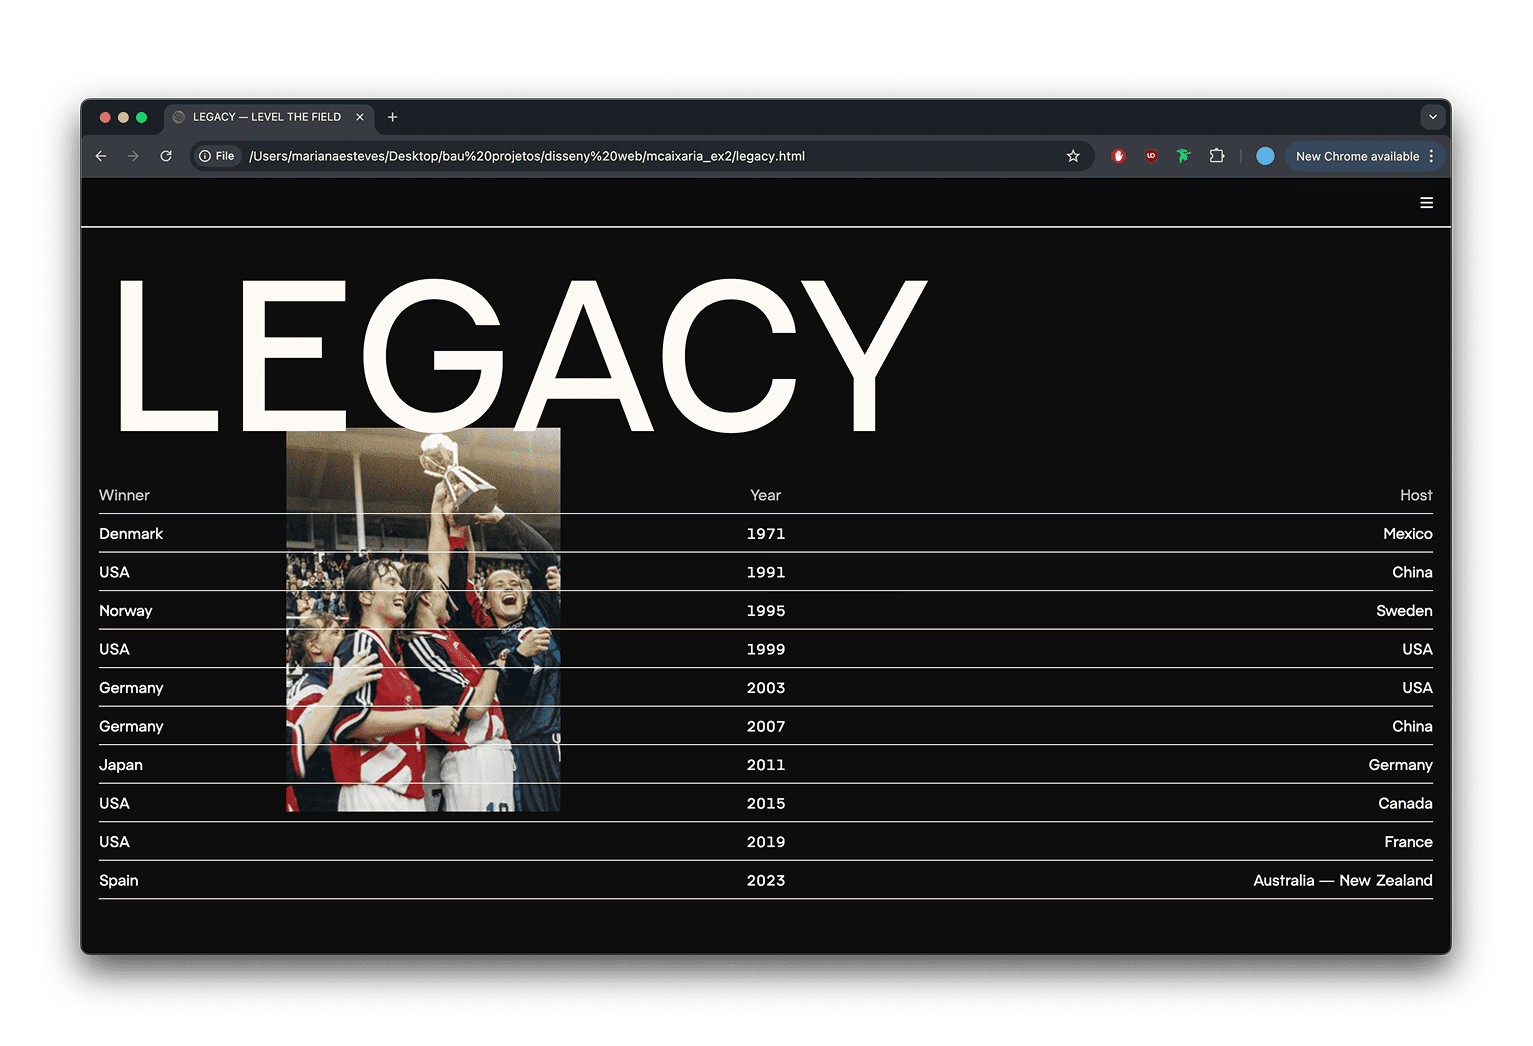 LEGACY — LEVEL THE FIELD
File /Users/marianaesteves/Desktop/bau%20projetos/disseny%20web/mcaixaria_ex2/legacy.html New Chrome available
LEGACY
Winner Year Host
Denmark 1971 Mexico
USA 1991 China
Norway 1995 Sweden
USA 1999 USA
Germany 2003 USA
Germany 2007 China
Japan 2011 Germany
USA 2015 Canada
USA 2019 France
Spain 2023 Australia — New Zealand